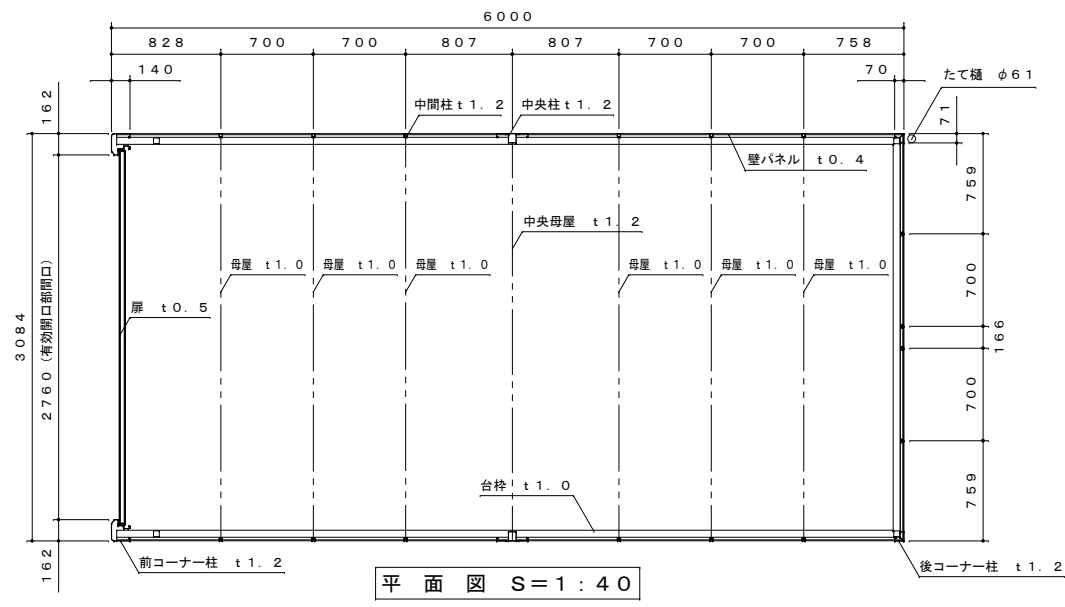 6000
828 700 700 807 807 700 700 758
140
70
たて樋 φ61
162
71
中間柱 t1.2
中央柱 t1.2
壁パネル t0.4
759
中央母屋 t1.2
母屋 t1.0 母屋 t1.0 母屋 t1.0 母屋 t1.0 母屋 t1.0 母屋 t1.0
700
扉 t0.5
3084
2760 (有効開口部間口)
166
700
759
台枠 t1.0
162
前コーナー柱 t1.2
後コーナー柱 t1.2
平面図 S=1:40